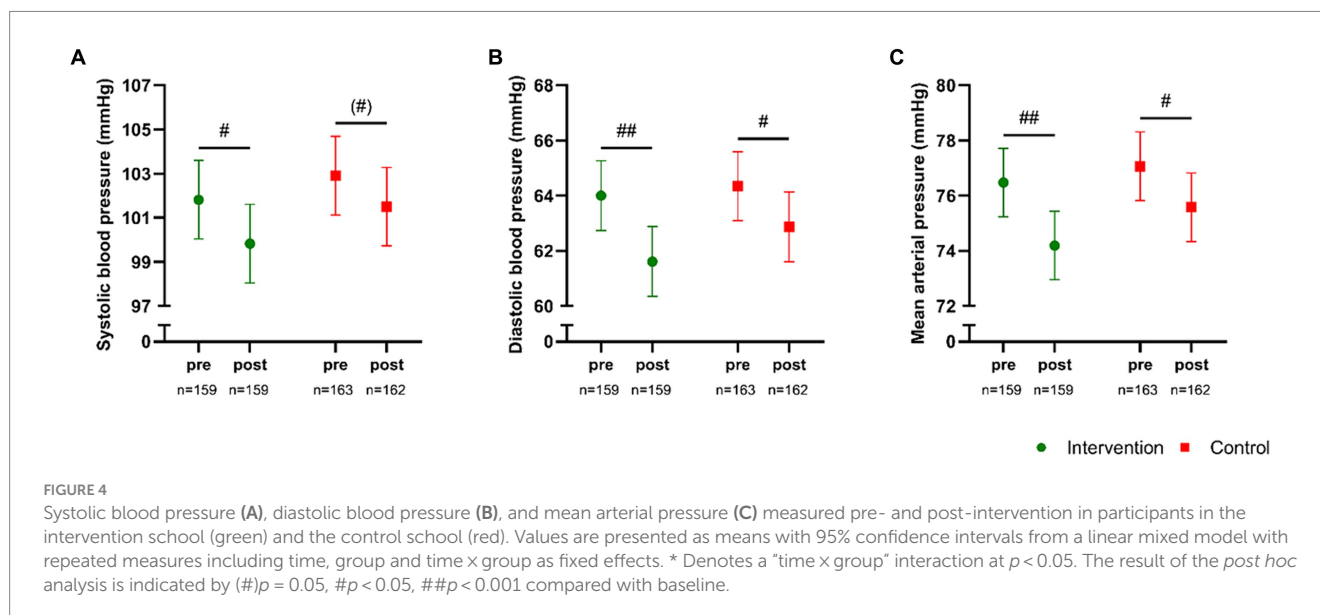 A
Systolic blood pressure (mmHg)
107
105
103
101
99
97
0
#
(#)
pre post pre post
n=159 n=159 n=163 n=162
B
Diastolic blood pressure (mmHg)
68
66
64
62
60
0
##
#
pre post pre post
n=159 n=159 n=163 n=162
C
Mean arterial pressure (mmHg)
80
78
76
74
72
0
##
#
pre post pre post
n=159 n=159 n=163 n=162
Intervention Control
FIGURE 4
Systolic blood pressure (A), diastolic blood pressure (B), and mean arterial pressure (C) measured pre- and post-intervention in participants in the
intervention school (green) and the control school (red). Values are presented as means with 95% confidence intervals from a linear mixed model with
repeated measures including time, group and time × group as fixed effects. * Denotes a "time × group" interaction at p < 0.05. The result of the post hoc
analysis is indicated by (#)p = 0.05, #p < 0.05, ##p < 0.001 compared with baseline.